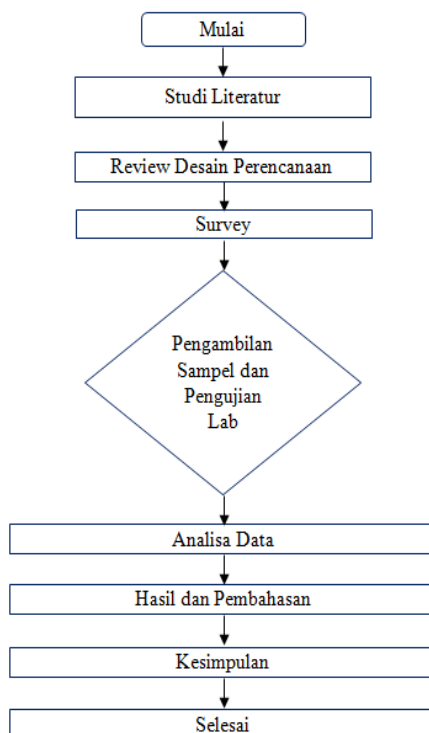 Mulai
Studi Literatur
Review Desain Perencanaan
Survey
Pengambilan
Sampel dan
Pengujian
Lab
Analisa Data
Hasil dan Pembahasan
Kesimpulan
Selesai